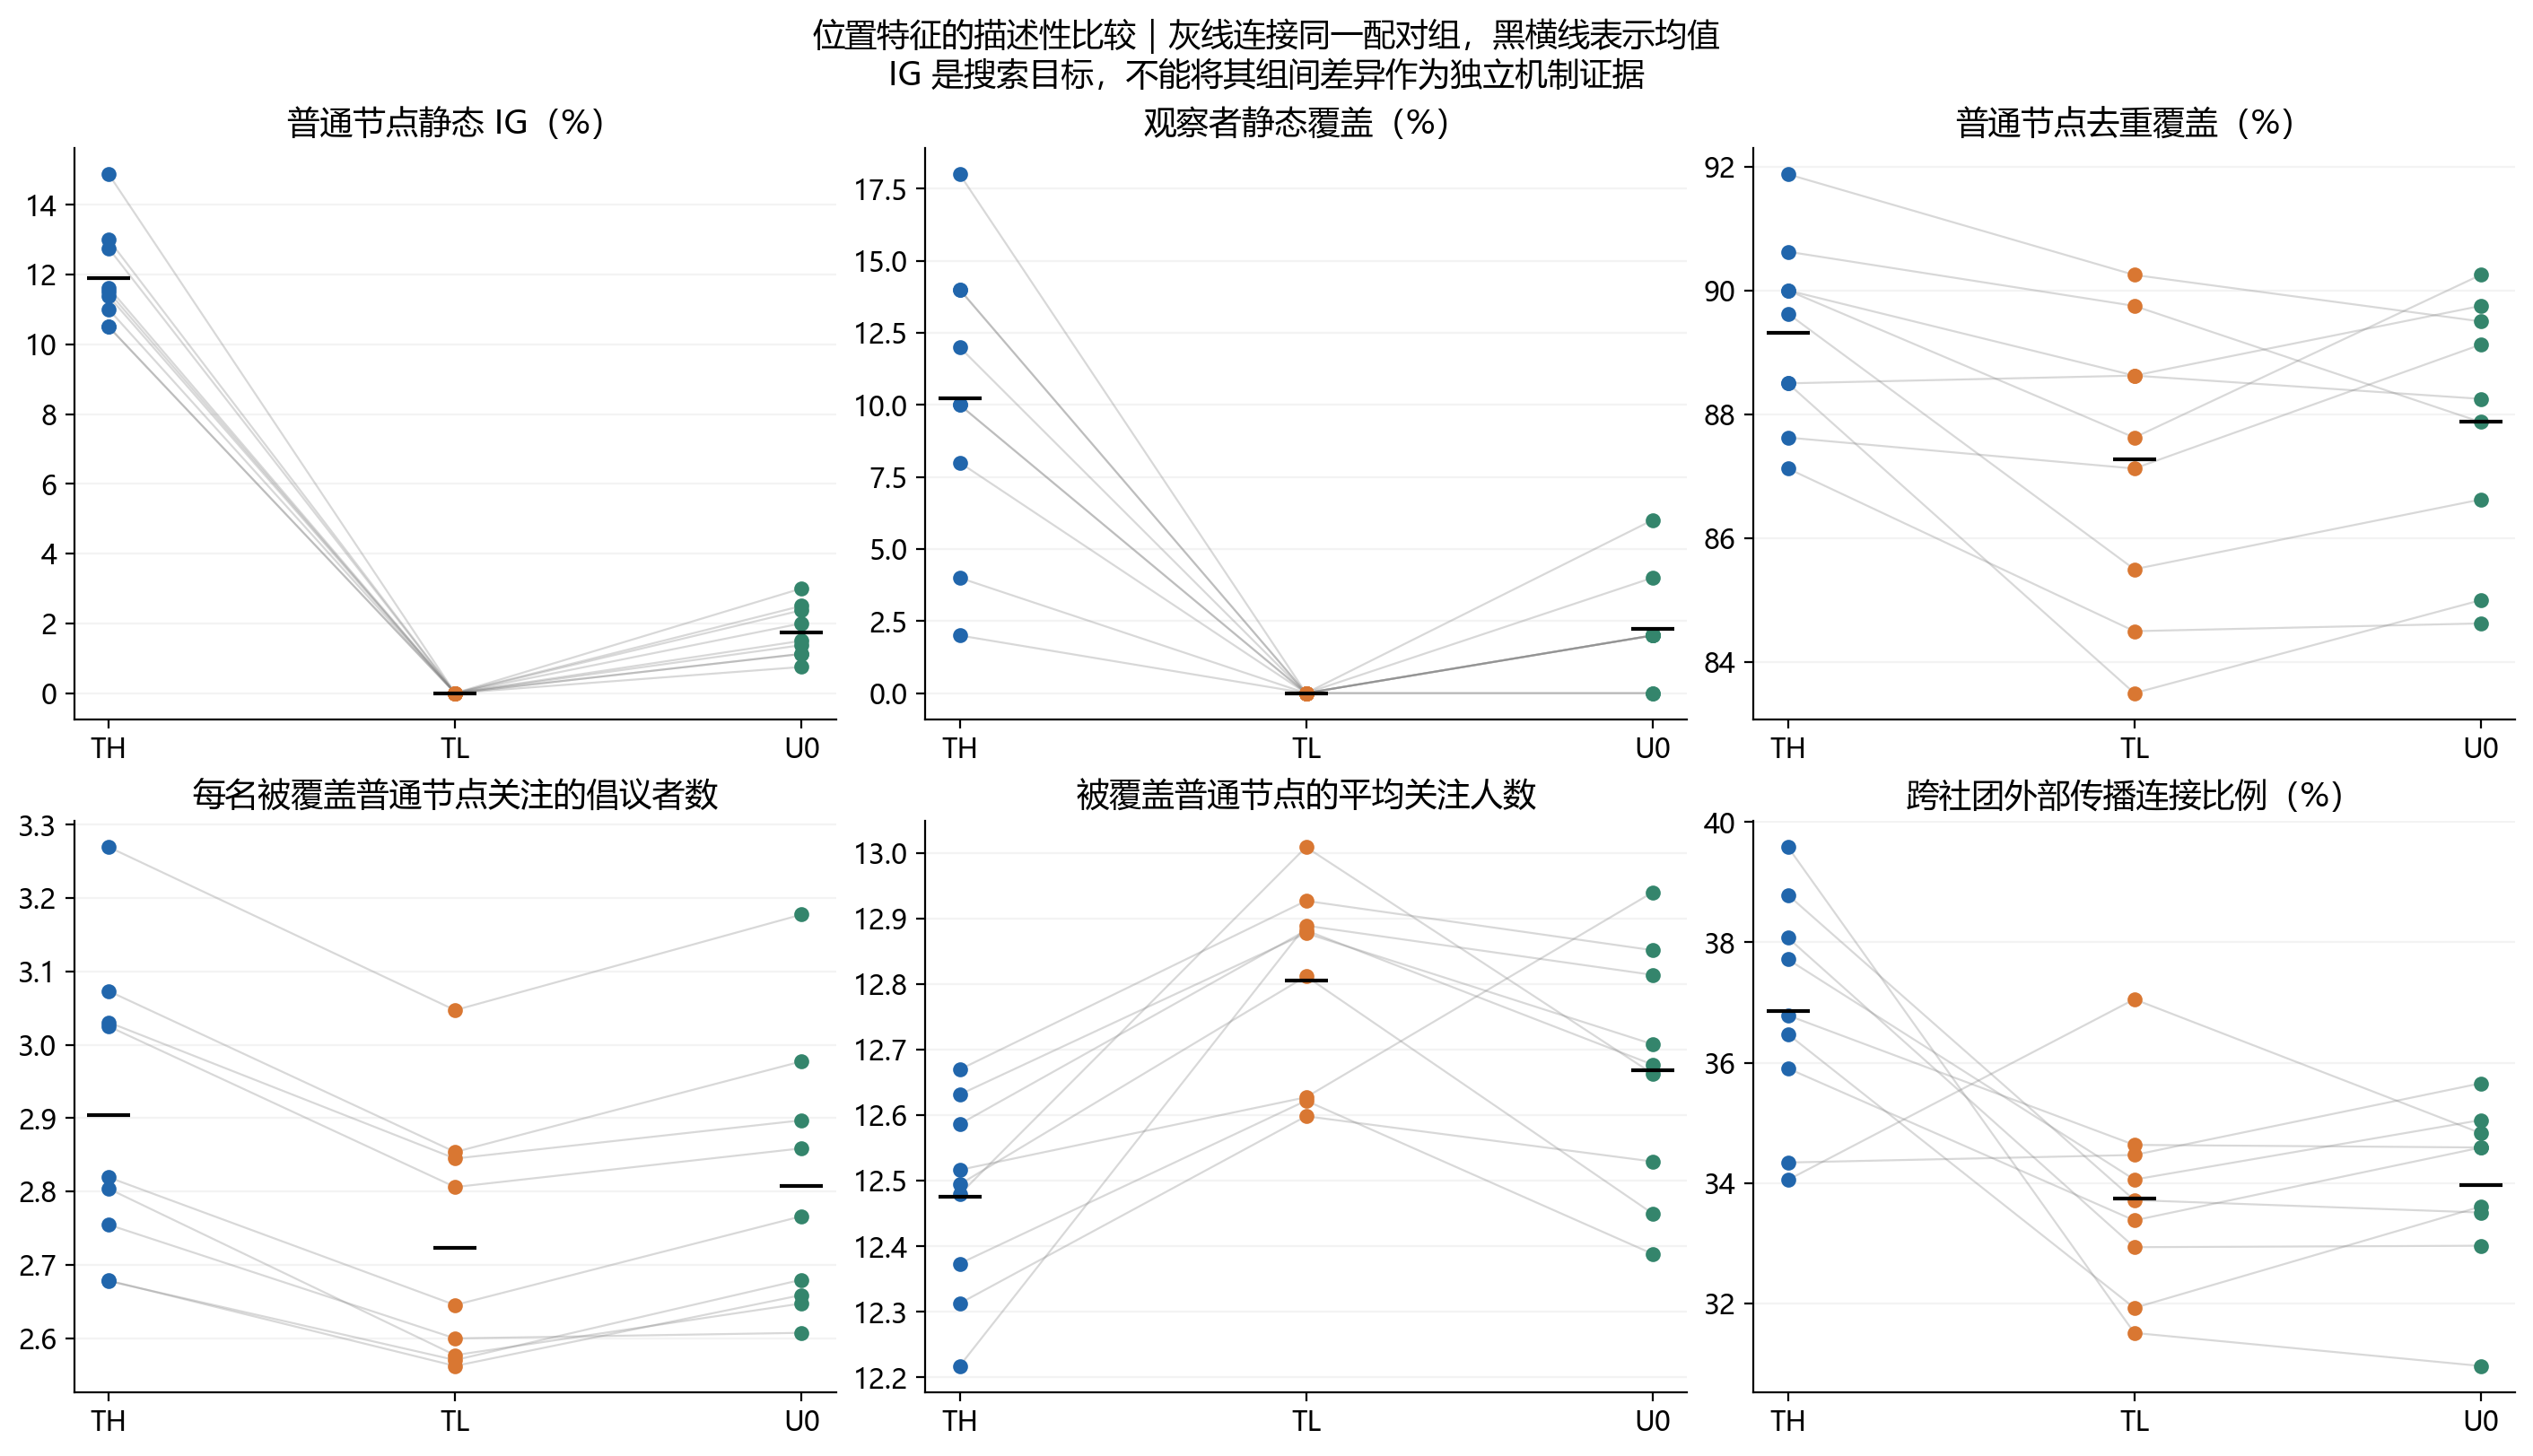 位置特征的描述性比较 | 灰线连接同一配对组，黑横线表示均值
IG 是搜索目标，不能将其组间差异作为独立机制证据
普通节点静态 IG（%）
14
12
10
8
6
4
2
0
TH
TL
U0
观察者静态覆盖（%）
17.5
15.0
12.5
10.0
7.5
5.0
2.5
0.0
TH
TL
U0
普通节点去重覆盖（%）
92
90
88
86
84
TH
TL
U0
每名被覆盖普通节点关注的倡议者数
3.3
3.2
3.1
3.0
2.9
2.8
2.7
2.6
TH
TL
U0
被覆盖普通节点的平均关注人数
13.0
12.9
12.8
12.7
12.6
12.5
12.4
12.3
12.2
TH
TL
U0
跨社团外部传播连接比例（%）
40
38
36
34
32
TH
TL
U0